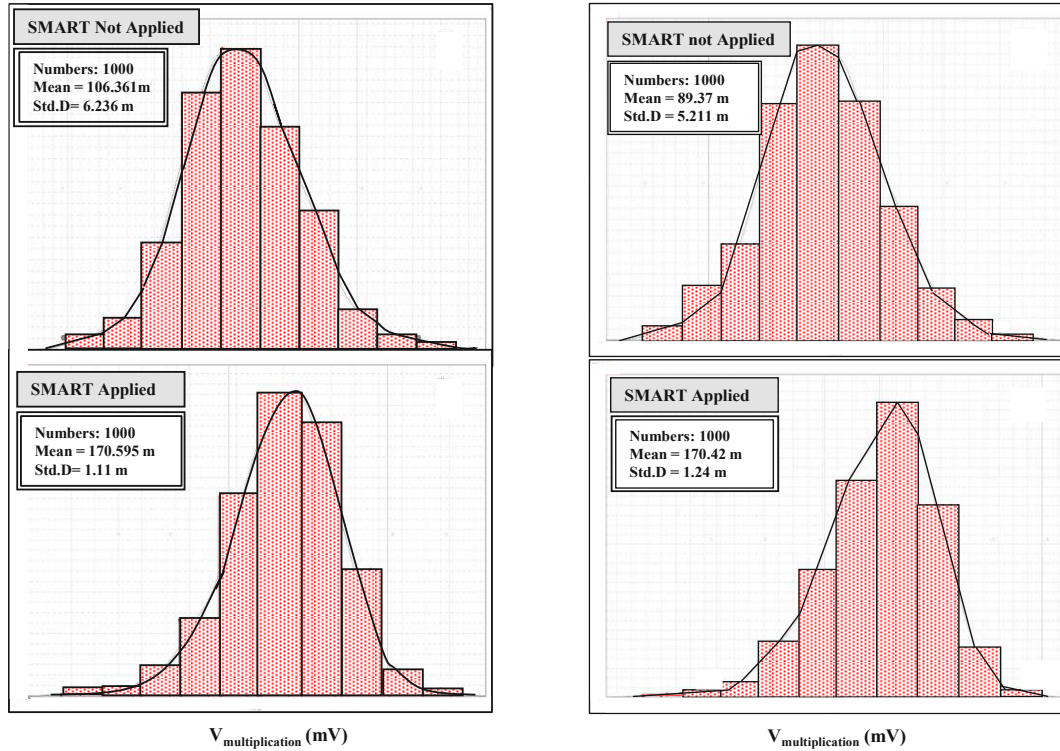 SMART Not Applied
Numbers: 1000
Mean = 106.361m
Std.D= 6.236 m
SMART Applied
Numbers: 1000
Mean = 170.595 m
Std.D= 1.11 m
V_multiplication (mV)
SMART not Applied
Numbers: 1000
Mean = 89.37 m
Std.D = 5.211 m
SMART Applied
Numbers: 1000
Mean = 170.42 m
Std.D = 1.24 m
V_multiplication (mV)